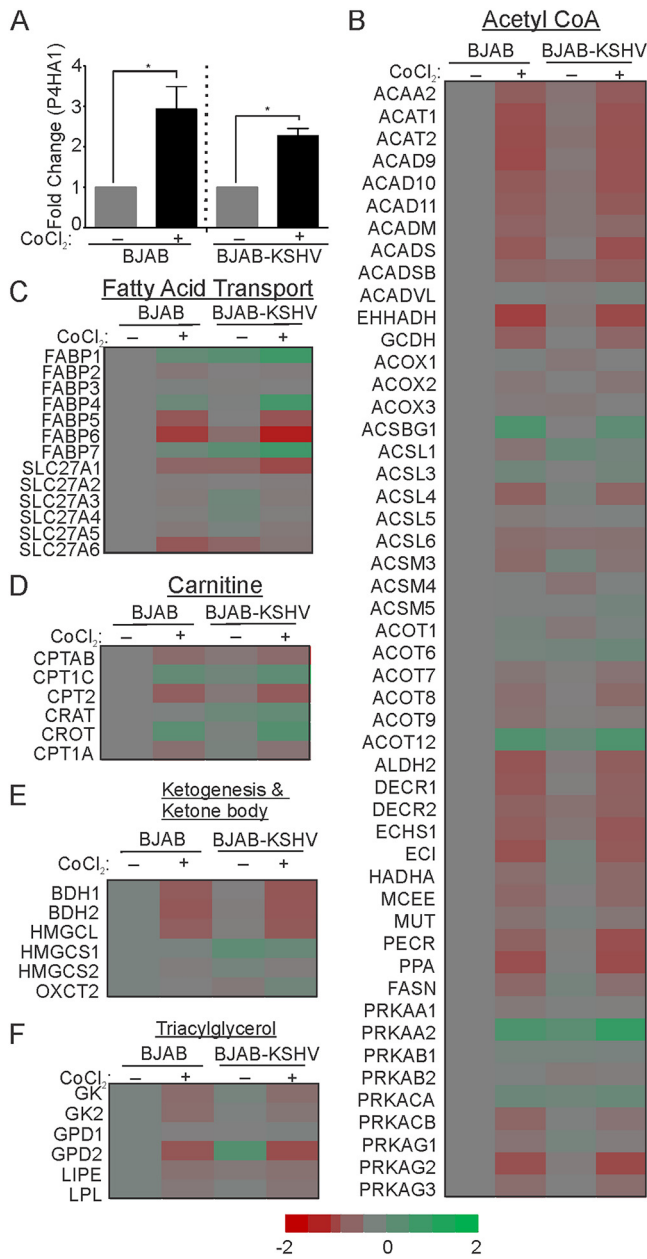 A
Fold Change (P4HA1)
5
4
3
2
1
0
*
*
CoCl2: – + – +
BJAB BJAB-KSHV
B
Acetyl CoA
BJAB BJAB-KSHV
CoCl2: – + – +
ACAA2
ACAT1
ACAT2
ACAD9
ACAD10
ACAD11
ACADM
ACADS
ACADSB
ACADVL
EHHADH
GCDH
ACOX1
ACOX2
ACOX3
ACSBG1
ACSL1
ACSL3
ACSL4
ACSL5
ACSL6
ACSM3
ACSM4
ACSM5
ACOT1
ACOT6
ACOT7
ACOT8
ACOT9
ACOT12
ALDH2
DECR1
DECR2
ECHS1
ECI
HADHA
MCEE
MUT
PECR
PPA
FASN
PRKAA1
PRKAA2
PRKAB1
PRKAB2
PRKACA
PRKACB
PRKAG1
PRKAG2
PRKAG3
C
Fatty Acid Transport
BJAB BJAB-KSHV
CoCl2: – + – +
FABP1
FABP2
FABP3
FABP4
FABP5
FABP6
FABP7
SLC27A1
SLC27A2
SLC27A3
SLC27A4
SLC27A5
SLC27A6
D
Carnitine
BJAB BJAB-KSHV
CoCl2: – + – +
CPTAB
CPT1C
CPT2
CRAT
CROT
CPT1A
E
Ketogenesis &
Ketone body
BJAB BJAB-KSHV
CoCl2: – + – +
BDH1
BDH2
HMGCL
HMGCS1
HMGCS2
OXCT2
F
Triacylglycerol
BJAB BJAB-KSHV
CoCl2: – + – +
GK
GK2
GPD1
GPD2
LIPE
LPL
-2 0 2